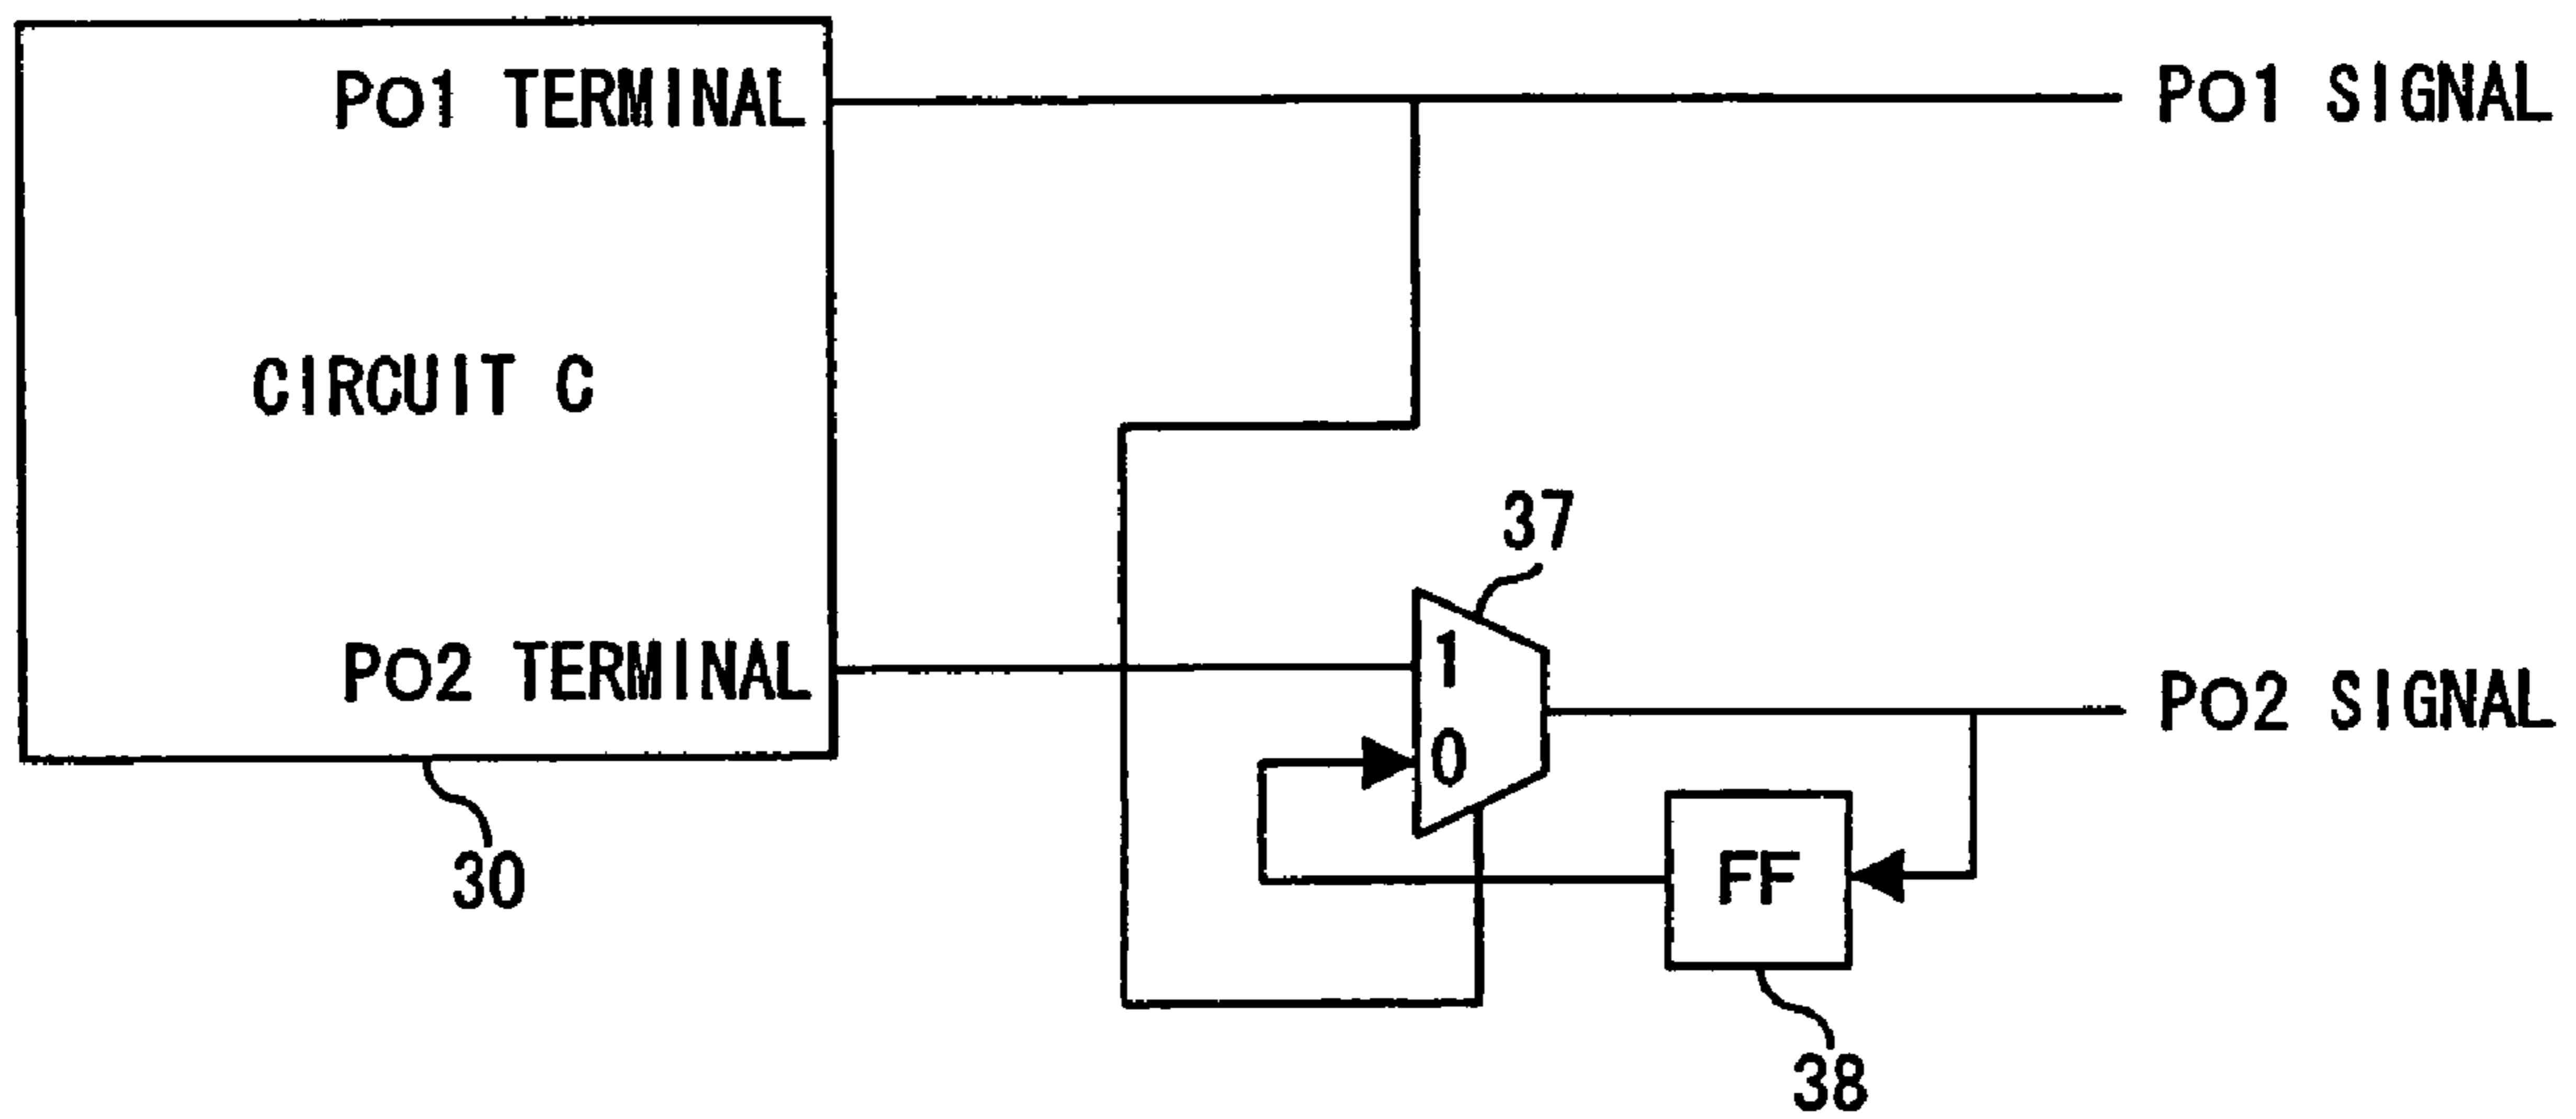 PO1 TERMINAL
PO1 SIGNAL
CIRCUIT C
37
1
PO2 TERMINAL
0
PO2 SIGNAL
FF
30
38